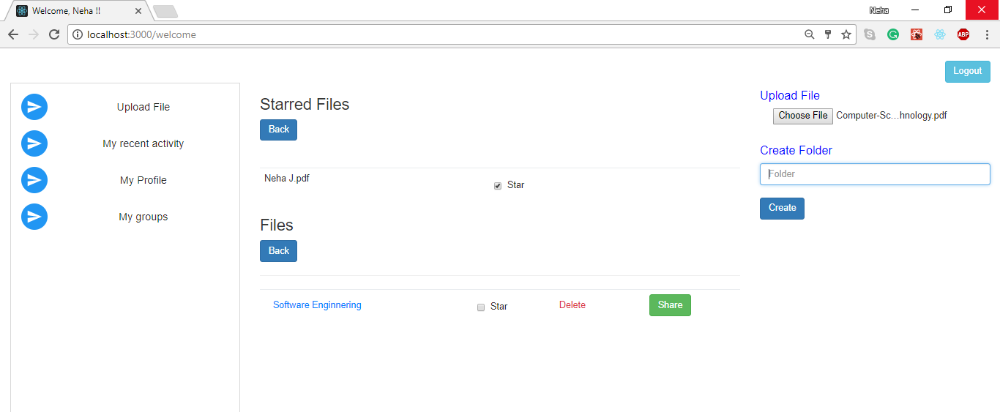 Welcome, Neha !!
Neha
localhost:3000/welcome
ABP
Logout
Upload File
My recent activity
My Profile
My groups
Starred Files
Back
Neha J.pdf
Star
Files
Back
Software Enginnering
Star
Delete
Share
Upload File
Choose File Computer-Sc...hnology.pdf
Create Folder
Folder
Create